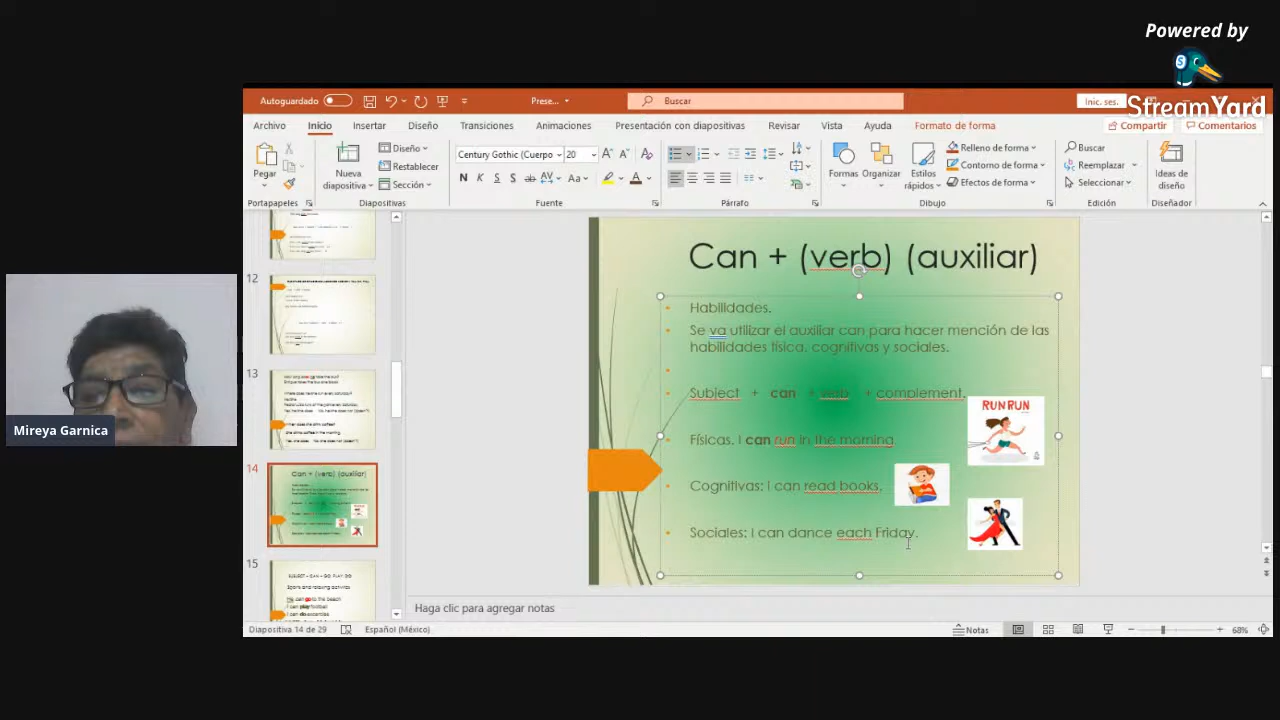 Powered by
StreamYard
Autoguardado
Prese...
Buscar
Inic. ses.
Archivo Inicio Insertar Diseño Transiciones Animaciones Presentación con diapositivas Revisar Vista Ayuda Formato de forma Compartir Comentarios
Pegar
Nueva diapositiva
Diseño
Restablecer
Sección
Century Gothic (Cuerpo 20
N K S S ab AV Aa A
Formas Organizar Estilos rápidos
Relleno de forma
Contorno de forma
Efectos de forma
Buscar
Reemplazar
Seleccionar
Ideas de diseño
Portapapeles Diapositivas Fuente Párrafo Dibujo Edición Diseñador
12
13
14
15
Can + (verb) (auxiliar)
Habilidades.
Se va utilizar el auxiliar can para hacer mención de las
habilidades física, cognitivas y sociales.
Subject + can + verb + complement.
RUN RUN
Físicas. I can run in the morning.
Cognitivas: I can read books.
Sociales: I can dance each Friday.
Mireya Garnica
Haga clic para agregar notas
Diapositiva 14 de 29 Español (México) Notas 68%